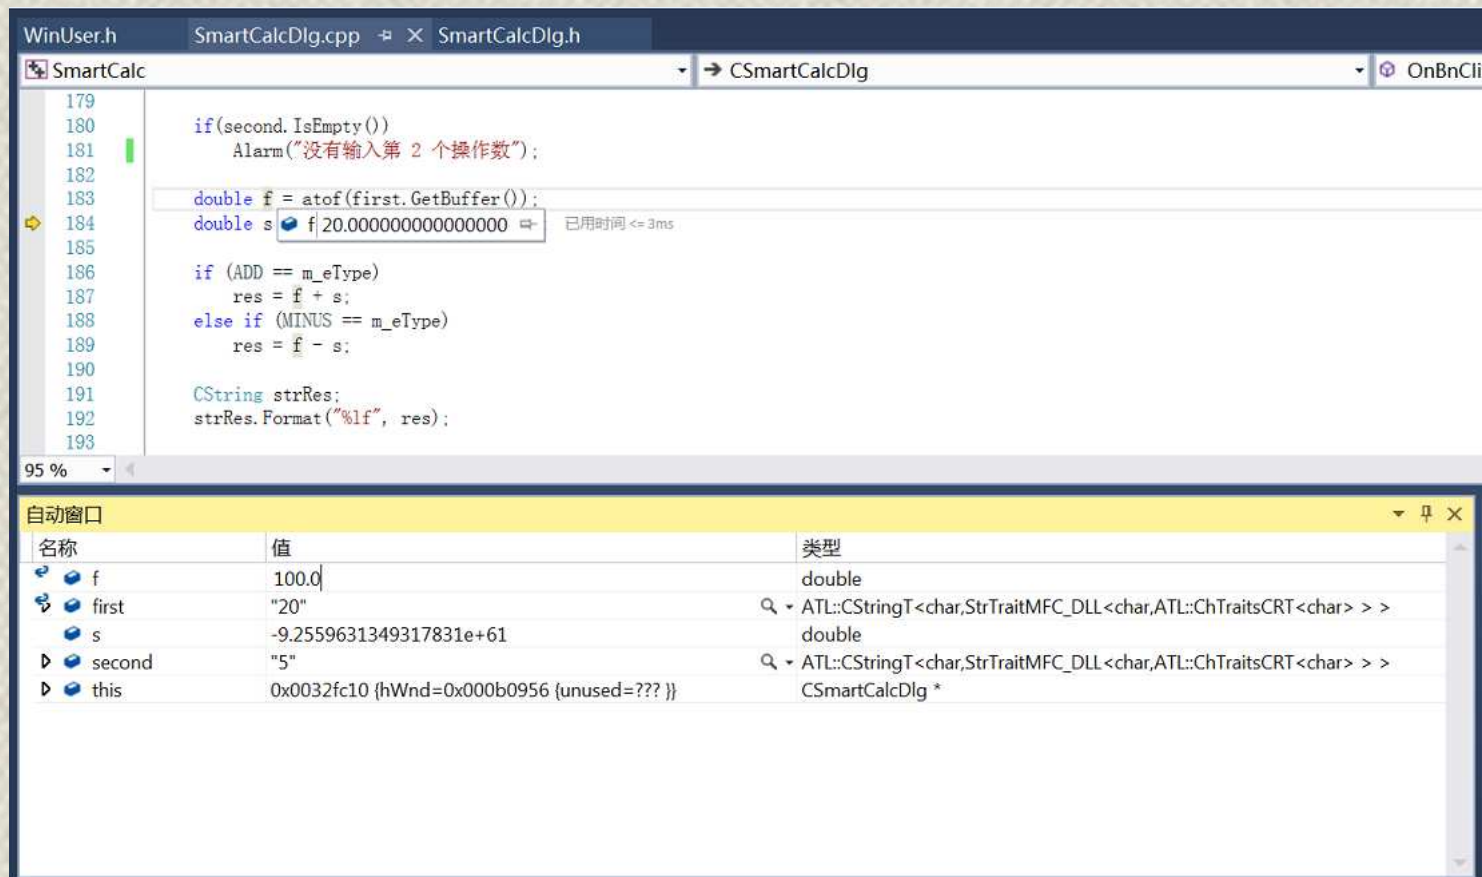 WinUser.h SmartCalcDlg.cpp SmartCalcDlg.h
SmartCalc CSmartCalcDlg OnBnCli
179
180 if(second.IsEmpty())
181 Alarm("没有输入第 2 个操作数");
182
183 double f = atof(first.GetBuffer());
184 double s f 20.000000000000000 已用时间 <= 3ms
185
186 if (ADD == m_eType)
187 res = f + s;
188 else if (MINUS == m_eType)
189 res = f - s;
190
191 CString strRes;
192 strRes.Format("%lf", res);
193
95 %
自动窗口
名称 值 类型
f 100.0 double
first "20" ATL::CStringT<char,StrTraitMFC_DLL<char,ATL::ChTraitsCRT<char> > >
s -9.2559631349317831e+61 double
second "5" ATL::CStringT<char,StrTraitMFC_DLL<char,ATL::ChTraitsCRT<char> > >
this 0x0032fc10 {hWnd=0x000b0956 {unused=??? }} CSmartCalcDlg *